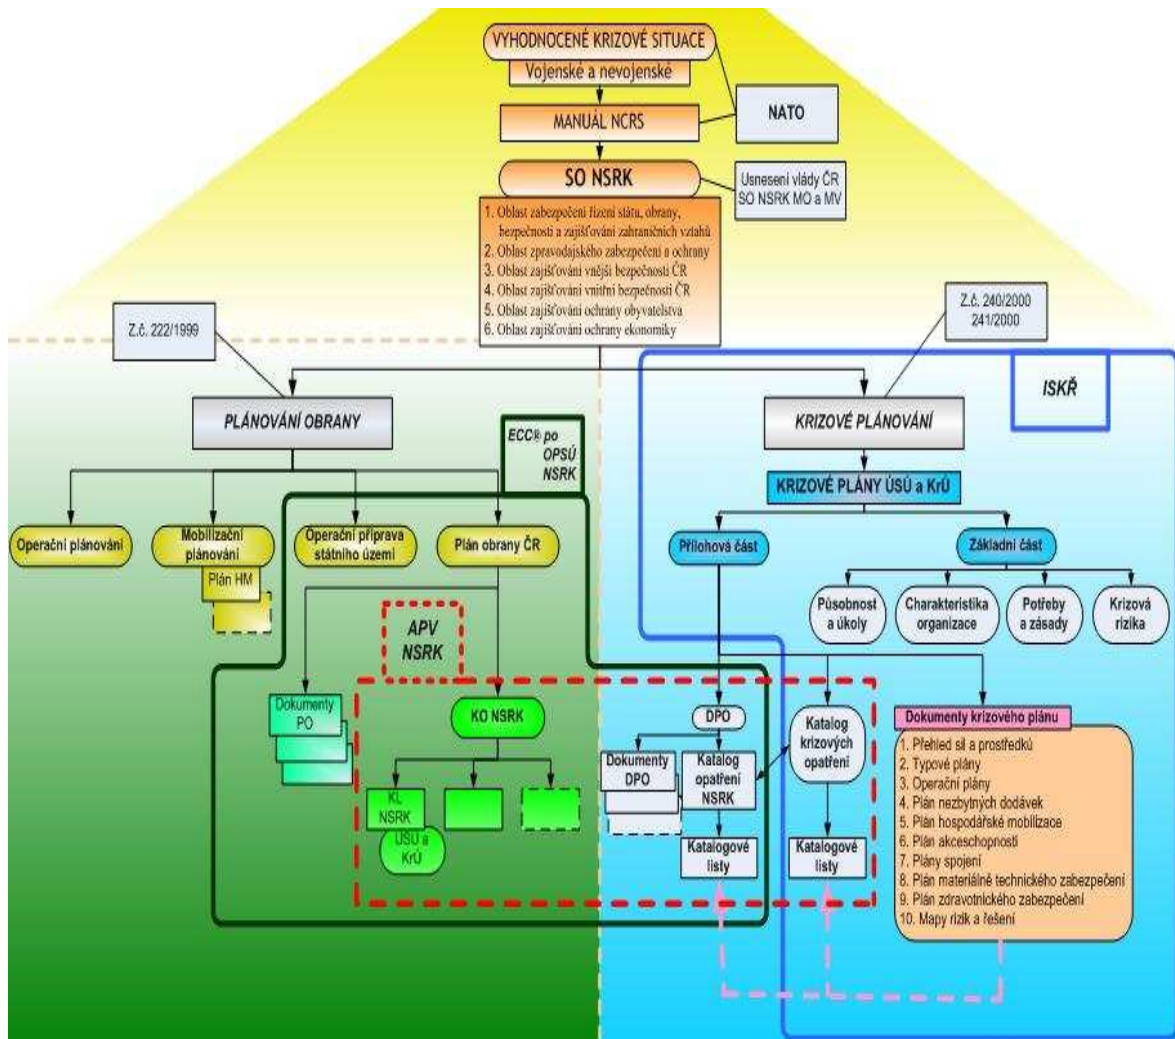 VYHODNOCENÉ KRIZOVÉ SITUACE
Vojenské a nevojenské
NATO
MANUÁL NCRS
SO NSRK
Usnesení vlády ČR
SO NSRK MO a MV
1. Oblast zabezpečení řízení státu, obrany,
bezpečnosti a zajišťování zahraničních vztahů
2. Oblast zpravodajského zabezpečení a ochrany
3. Oblast zajišťování vnější bezpečnosti ČR
4. Oblast zajišťování vnitřní bezpečnosti ČR
5. Oblast zajišťování ochrany obyvatelstva
6. Oblast zajišťování ochrany ekonomiky
Z.č. 222/1999
Z.č. 240/2000
241/2000
ISKŘ
PLÁNOVÁNÍ OBRANY
KRIZOVÉ PLÁNOVÁNÍ
ECC® po
OPSÚ
NSRK
KRIZOVÉ PLÁNY ÚSÚ a KrÚ
Operační plánování
Mobilizační
plánování
Plán HM
Operační příprava
státního území
Plán obrany ČR
Přílohová část
Základní část
Působnost
a úkoly
Charakteristika
organizace
Potřeby
a zásady
Krizová
rizika
APV
NSRK
Dokumenty
PO
KO NSRK
DPO
Katalog
krizových
opatření
Dokumenty krizového plánu
Dokumenty
DPO
Katalog
opatření
NSRK
KL
NSRK
ÚSÚ a
KrÚ
Katalogové
listy
Katalogové
listy
1. Přehled sil a prostředků
2. Typové plány
3. Operační plány
4. Plán nezbytných dodávek
5. Plán hospodářské mobilizace
6. Plán akceschopnosti
7. Plány spojení
8. Plán materiálně technického zabezpečení
9. Plán zdravotnického zabezpečení
10. Mapy rizik a řešení